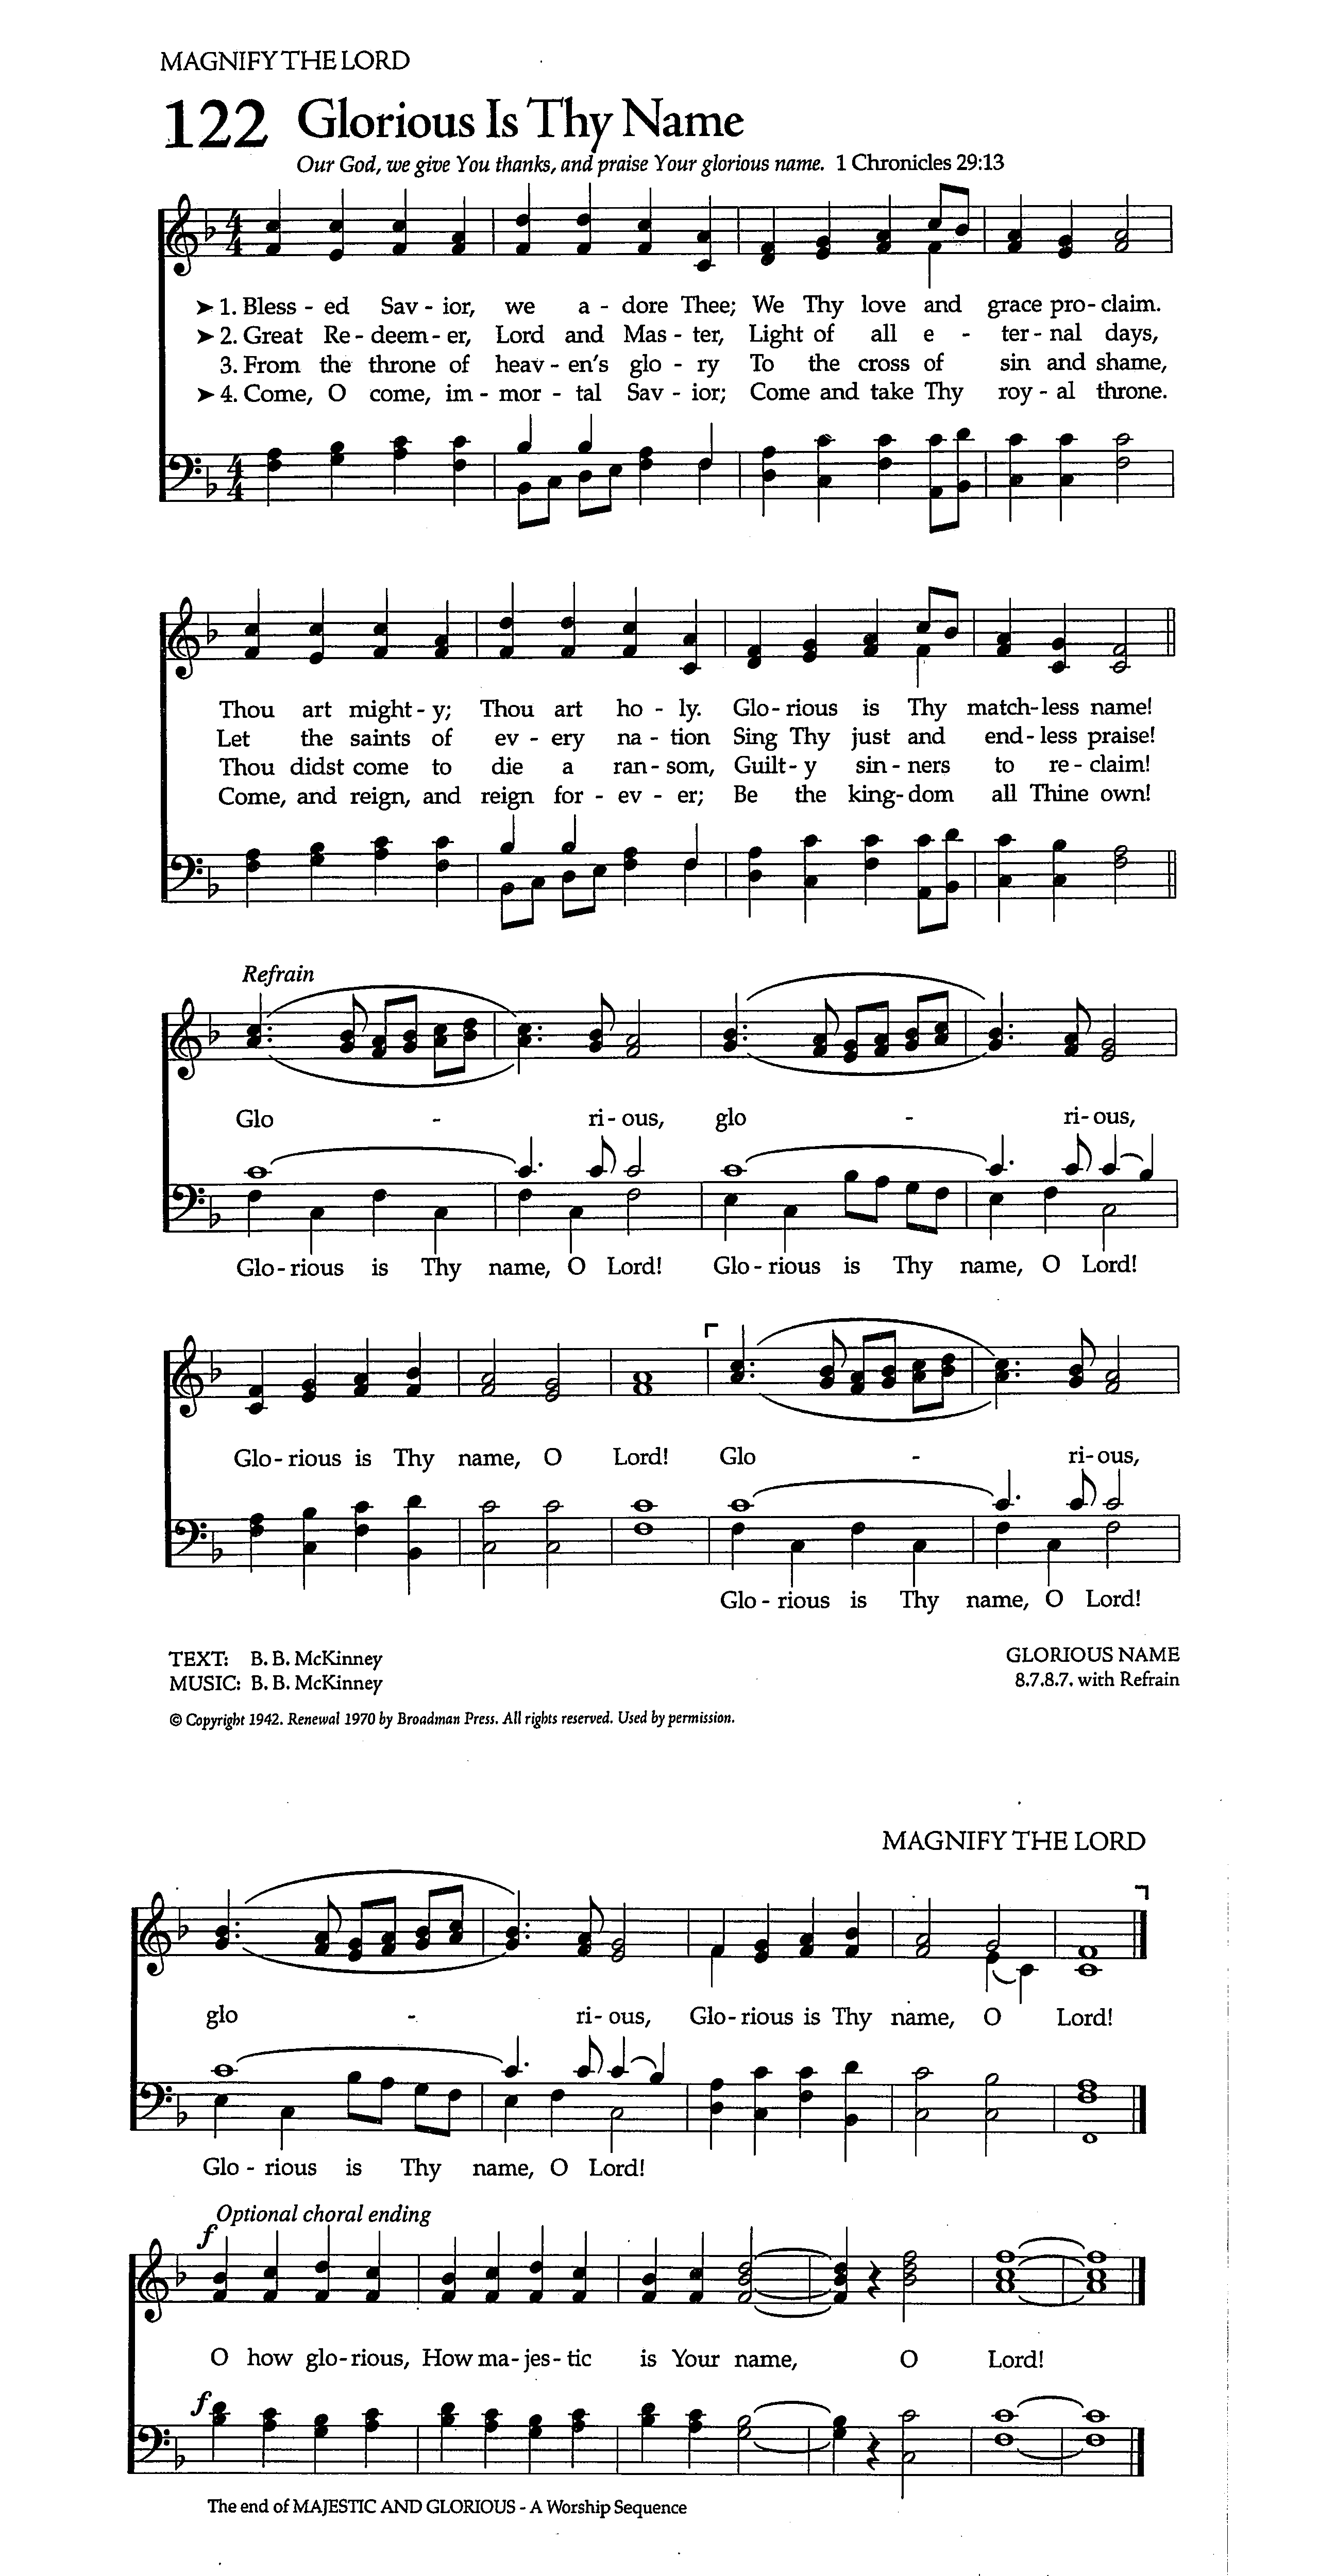 MAGNIFY THE LORD
122 Glorious Is Thy Name
Our God, we give You thanks, and praise Your glorious name. 1 Chronicles 29:13
4 4
➤ 1. Bless - ed Sav - ior, we a - dore Thee; We Thy love and grace pro - claim.
➤ 2. Great Re - deem - er, Lord and Mas - ter, Light of all e - ter - nal days,
3. From the throne of heav - en's glo - ry To the cross of sin and shame,
➤ 4. Come, O come, im - mor - tal Sav - ior; Come and take Thy roy - al throne.
4 4
Thou art might - y; Thou art ho - ly. Glo - rious is Thy match - less name!
Let the saints of ev - ery na - tion Sing Thy just and end - less praise!
Thou didst come to die a ran - som, Guilt - y sin - ners to re - claim!
Come, and reign, and reign for - ev - er; Be the king - dom all Thine own!
Refrain
Glo - ri - ous, glo - ri - ous,
Glo - rious is Thy name, O Lord! Glo - rious is Thy name, O Lord!
Glo - rious is Thy name, O Lord! Glo - ri - ous,
Glo - rious is Thy name, O Lord!
TEXT: B. B. McKinney
MUSIC: B. B. McKinney
GLORIOUS NAME
8.7.8.7. with Refrain
© Copyright 1942. Renewal 1970 by Broadman Press. All rights reserved. Used by permission.
MAGNIFY THE LORD
glo - ri - ous, Glo - rious is Thy name, O Lord!
Glo - rious is Thy name, O Lord!
Optional choral ending
f
O how glo - rious, How ma - jes - tic is Your name, O Lord!
f
The end of MAJESTIC AND GLORIOUS - A Worship Sequence